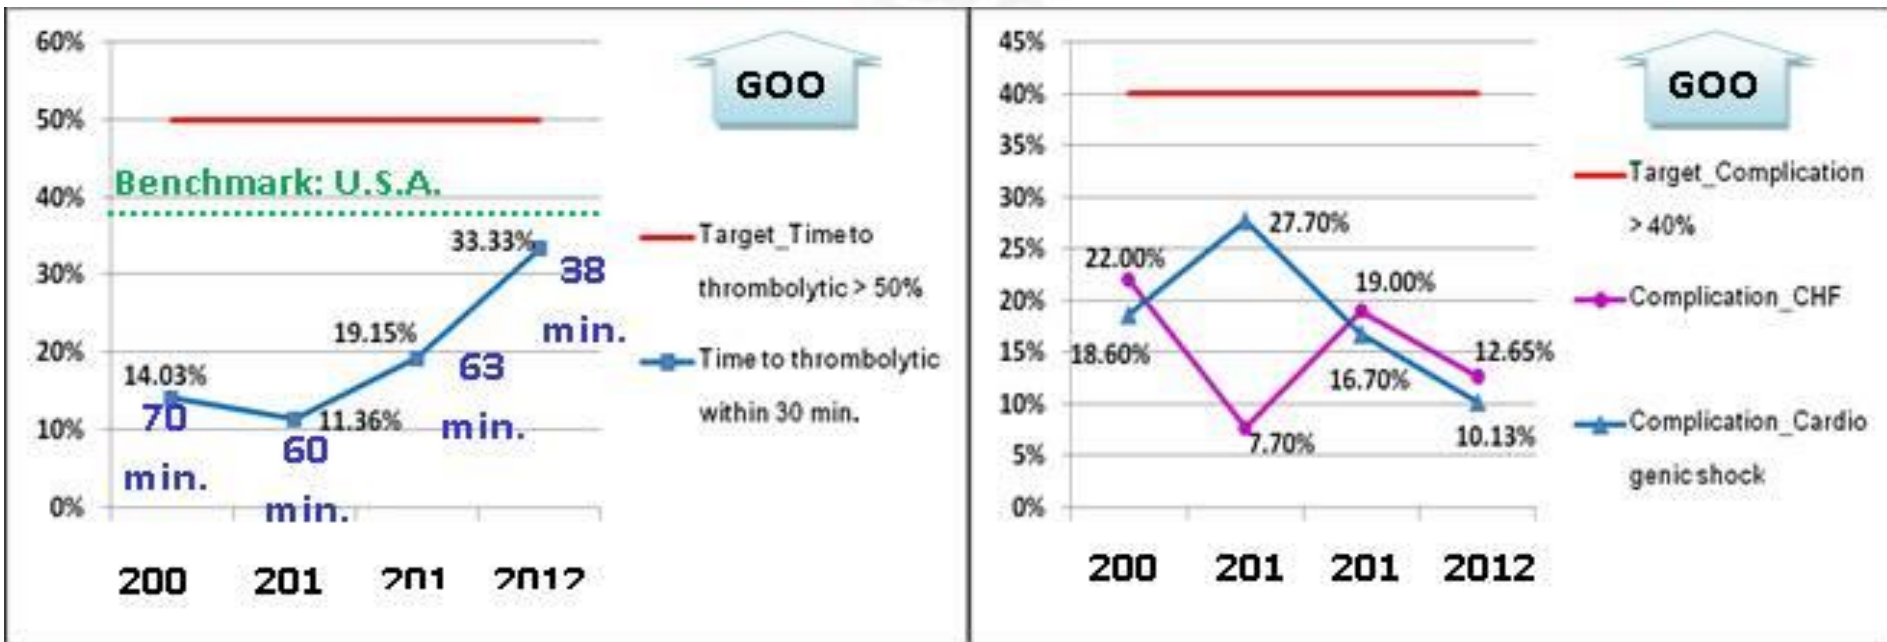 60%
50%
40%
30%
20%
10%
0%
GOO
Benchmark: U.S.A.
14.03%
11.36%
19.15%
33.33%
70
min.
60
min.
63
min.
38
min.
Target_Time to
thrombolytic > 50%
Time to thrombolytic
within 30 min.
200 201 201 2012
45%
40%
35%
30%
25%
20%
15%
10%
5%
0%
GOO
22.00%
18.60%
27.70%
7.70%
19.00%
16.70%
12.65%
10.13%
Target_Complication
> 40%
Complication_CHF
Complication_Cardio
genic shock
200 201 201 2012